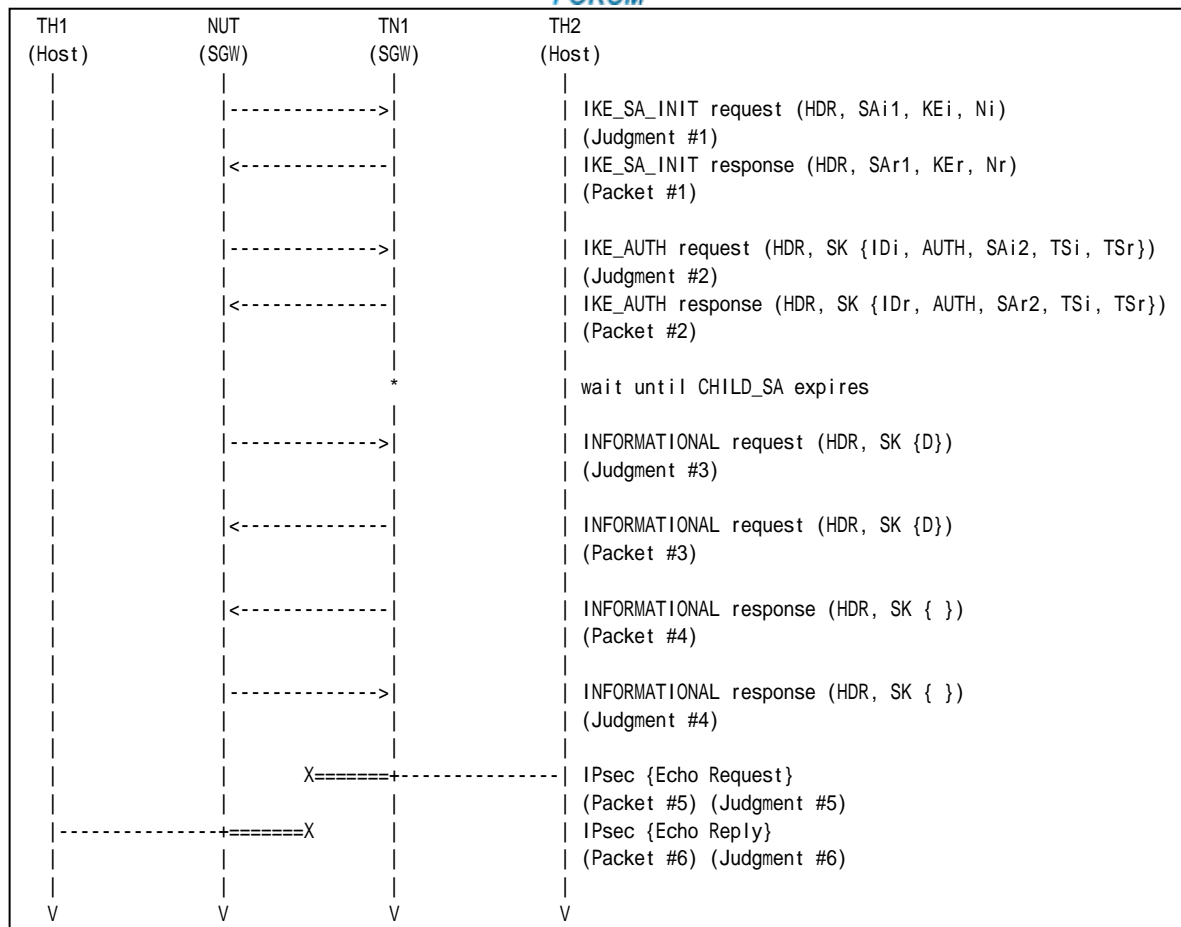 FORUM
TH1 NUT TN1 TH2
(Host) (SGW) (SGW) (Host)
| | | |
|-------------->| | IKE_SA_INIT request (HDR, SAi1, KEi, Ni)
| | | | (Judgment #1)
|<--------------| | IKE_SA_INIT response (HDR, SAr1, KEr, Nr)
| | | | (Packet #1)
| | | |
|-------------->| | IKE_AUTH request (HDR, SK {IDi, AUTH, SAi2, TSi, TSr})
| | | | (Judgment #2)
|<--------------| | IKE_AUTH response (HDR, SK {IDr, AUTH, SAr2, TSi, TSr})
| | | | (Packet #2)
| | | |
| | * | wait until CHILD_SA expires
| | | |
|-------------->| | INFORMATIONAL request (HDR, SK {D})
| | | | (Judgment #3)
| | | |
|<--------------| | INFORMATIONAL request (HDR, SK {D})
| | | | (Packet #3)
| | | |
|<--------------| | INFORMATIONAL response (HDR, SK { })
| | | | (Packet #4)
| | | |
|-------------->| | INFORMATIONAL response (HDR, SK { })
| | | | (Judgment #4)
| | | |
| | X=======+---------------| IPsec {Echo Request}
| | | | (Packet #5) (Judgment #5)
|---------------+=======X | | IPsec {Echo Reply}
| | | | (Packet #6) (Judgment #6)
| | | |
V V V V